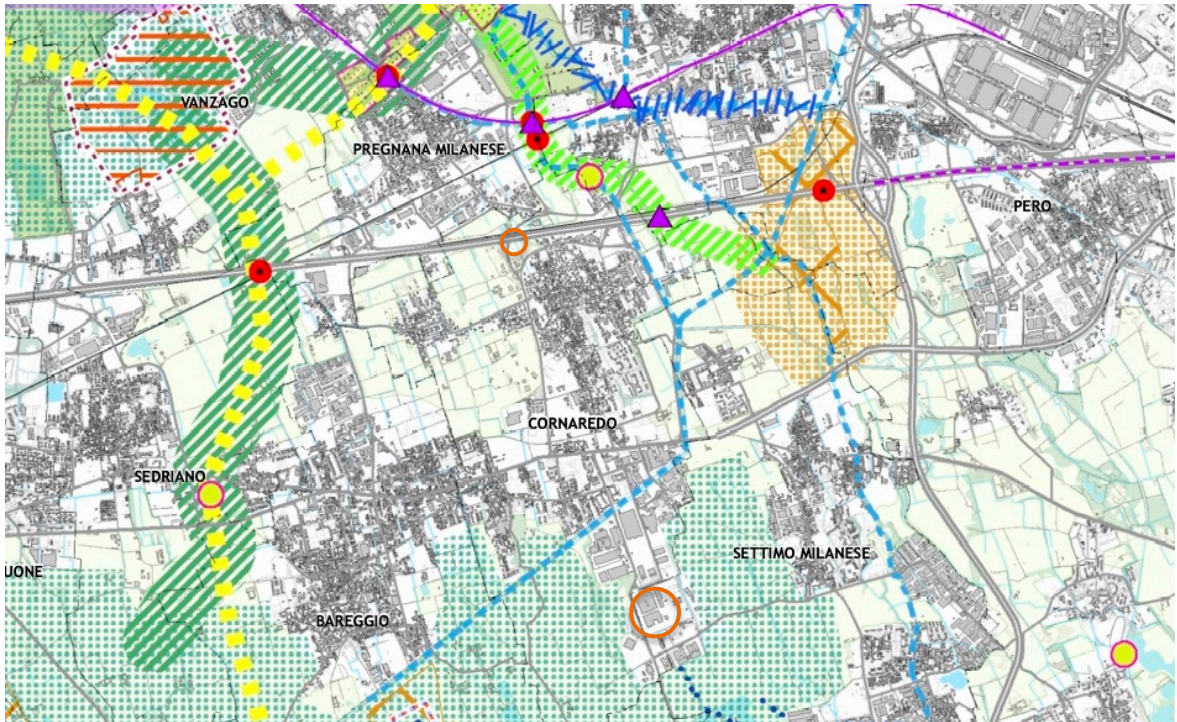 VANZAGO
PREGNANA MILANESE
PERO
CORNAREDO
SEDRIANO
SETTIMO MILANESE
UONE
BAREGGIO